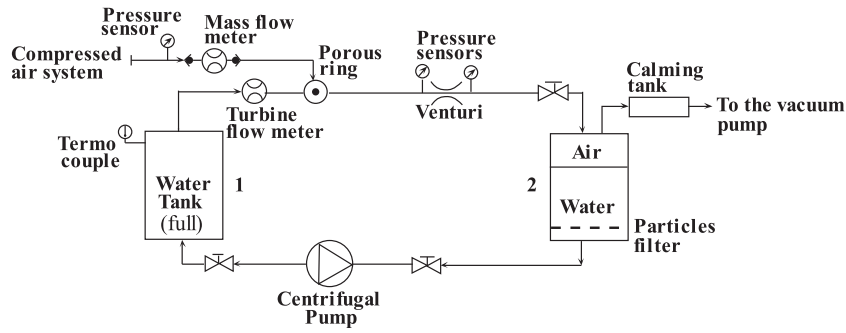 Pressure
sensor
Mass flow
meter
Compressed
air system
Porous
ring
Pressure
sensors
Calming
tank
To the vacuum
pump
Turbine
flow meter
Venturi
Termo
couple
Air
Water
Tank
(full)
1
2
Water
Particles
filter
Centrifugal
Pump